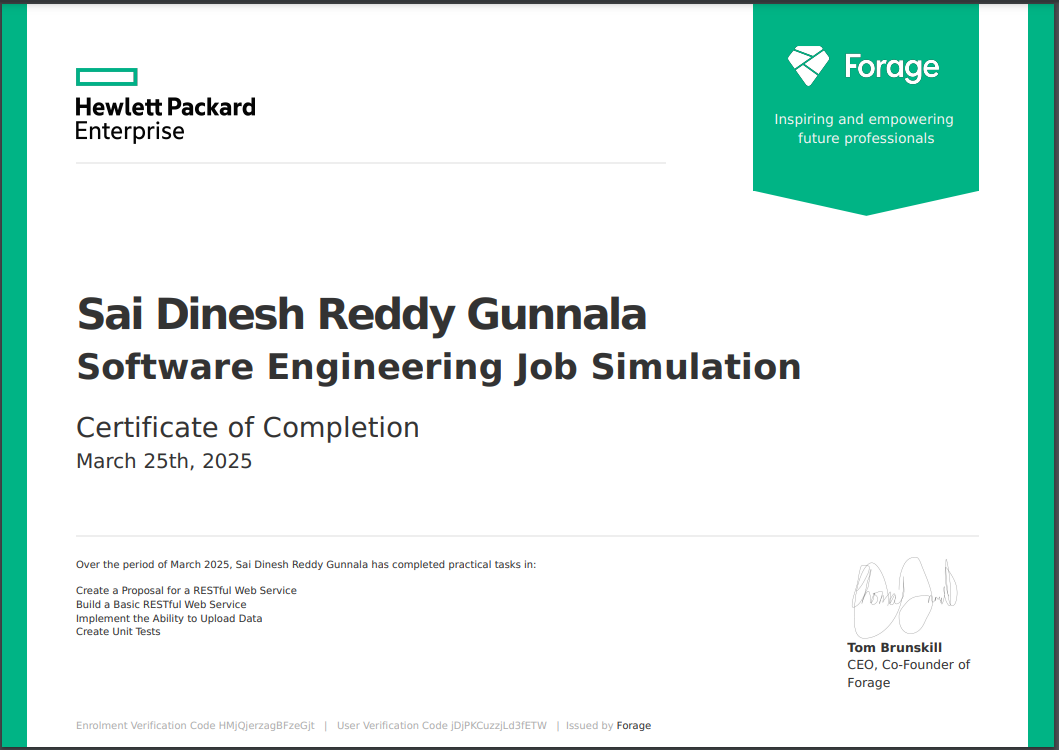 Hewlett Packard
Enterprise
Forage
Inspiring and empowering
future professionals
Sai Dinesh Reddy Gunnala
Software Engineering Job Simulation
Certificate of Completion
March 25th, 2025
Over the period of March 2025, Sai Dinesh Reddy Gunnala has completed practical tasks in:
Create a Proposal for a RESTful Web Service
Build a Basic RESTful Web Service
Implement the Ability to Upload Data
Create Unit Tests
Tom Brunskill
CEO, Co-Founder of
Forage
Enrolment Verification Code HMjQjerzagBFzeGjt | User Verification Code jDjPKCuzzjLd3fETW | Issued by Forage